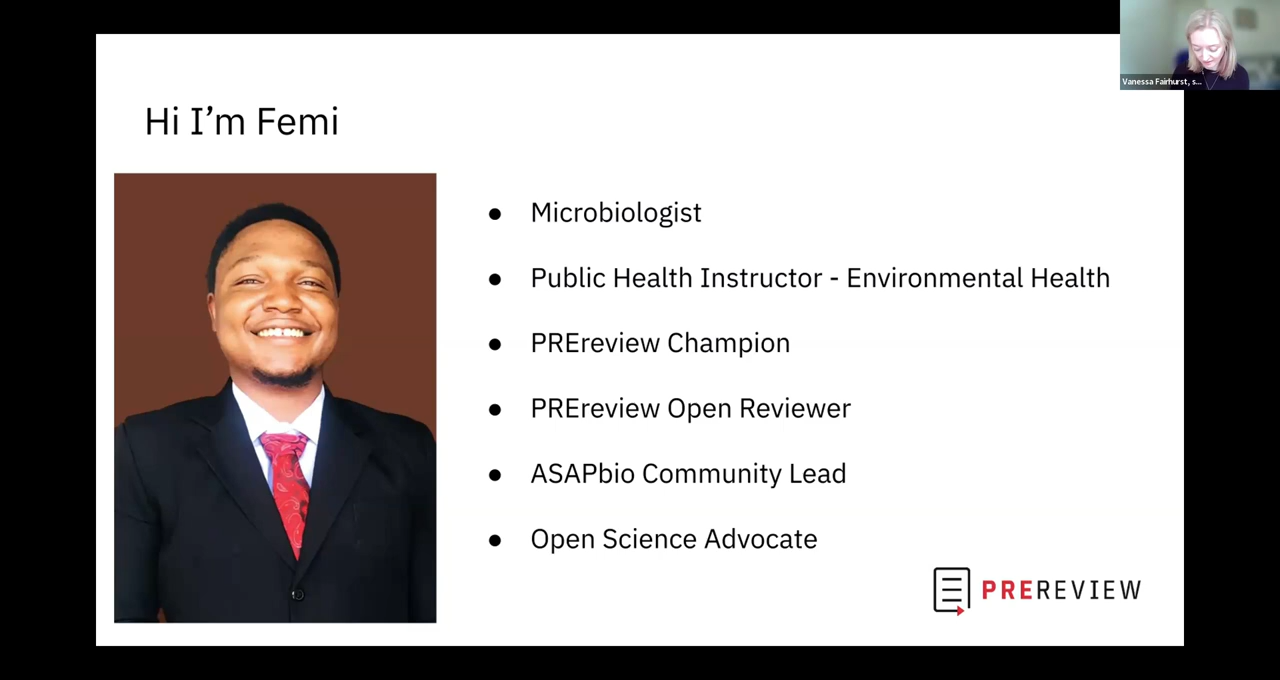 Vanessa Fairhurst, s...
Hi I’m Femi
● Microbiologist
● Public Health Instructor - Environmental Health
● PREreview Champion
● PREreview Open Reviewer
● ASAPbio Community Lead
● Open Science Advocate
PREREVIEW